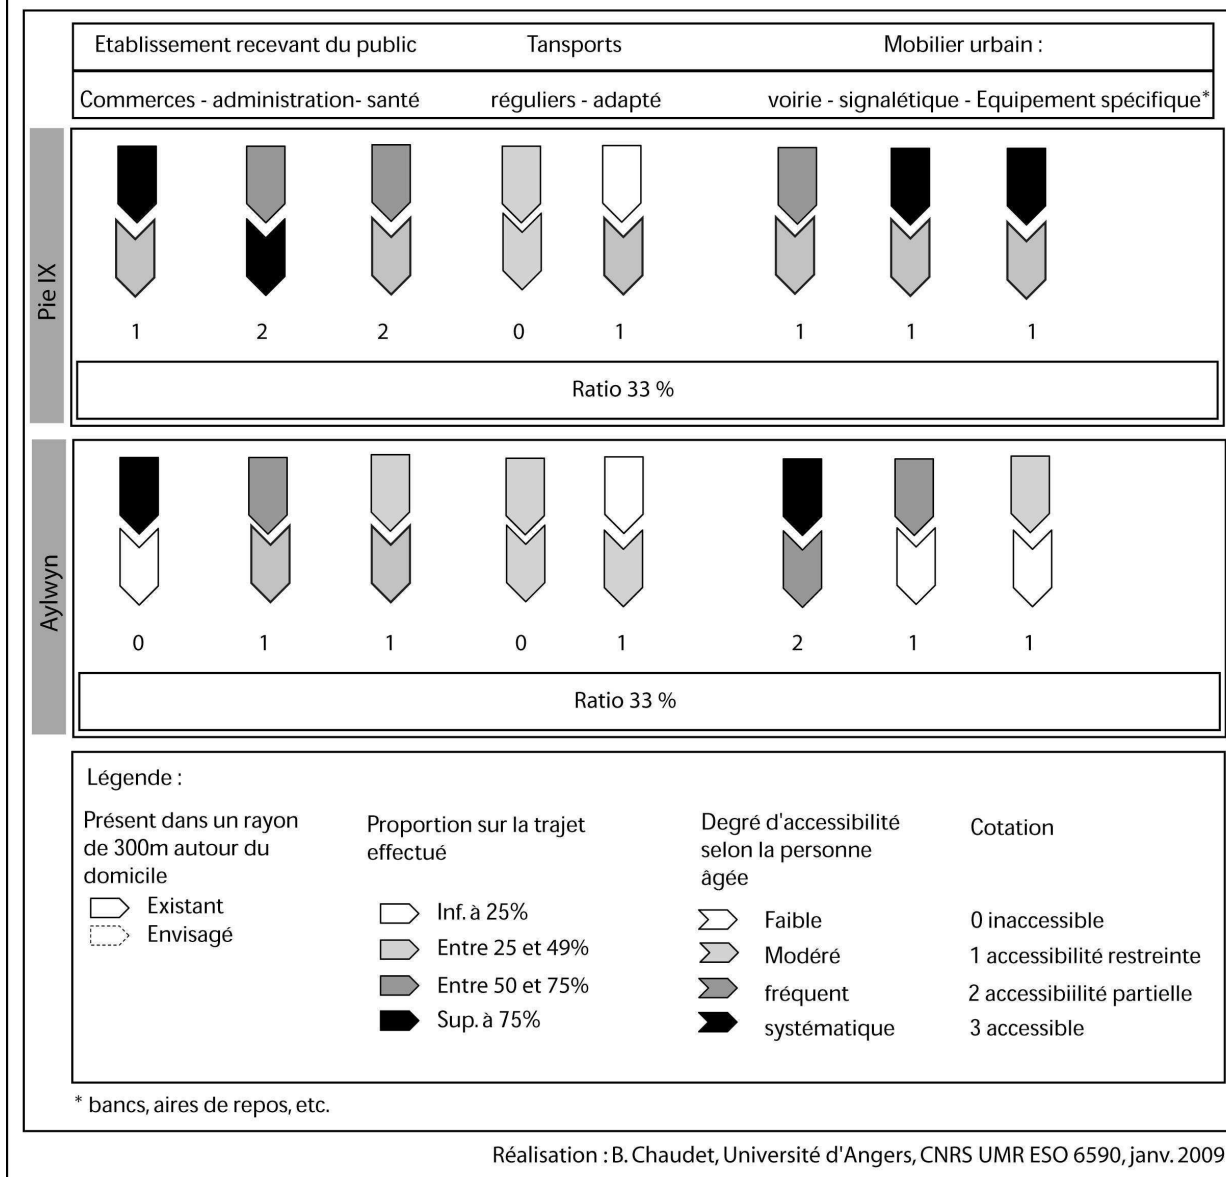 Etablissement recevant du public Tansports Mobilier urbain :
Commerces - administration- santé réguliers - adapté voirie - signalétique - Equipement spécifique*
Pie IX
1 2 2 0 1 1 1 1
Ratio 33 %
Aylwyn
0 1 1 0 1 2 1 1
Ratio 33 %
Légende :
Présent dans un rayon
de 300m autour du
domicile
Existant
Envisagé
Proportion sur la trajet
effectué
Inf. à 25%
Entre 25 et 49%
Entre 50 et 75%
Sup. à 75%
Degré d'accessibilité
selon la personne
âgée
Faible
Modéré
fréquent
systématique
Cotation
0 inaccessible
1 accessibilité restreinte
2 accessibiilité partielle
3 accessible
* bancs, aires de repos, etc.
Réalisation : B. Chaudet, Université d'Angers, CNRS UMR ESO 6590, janv. 2009